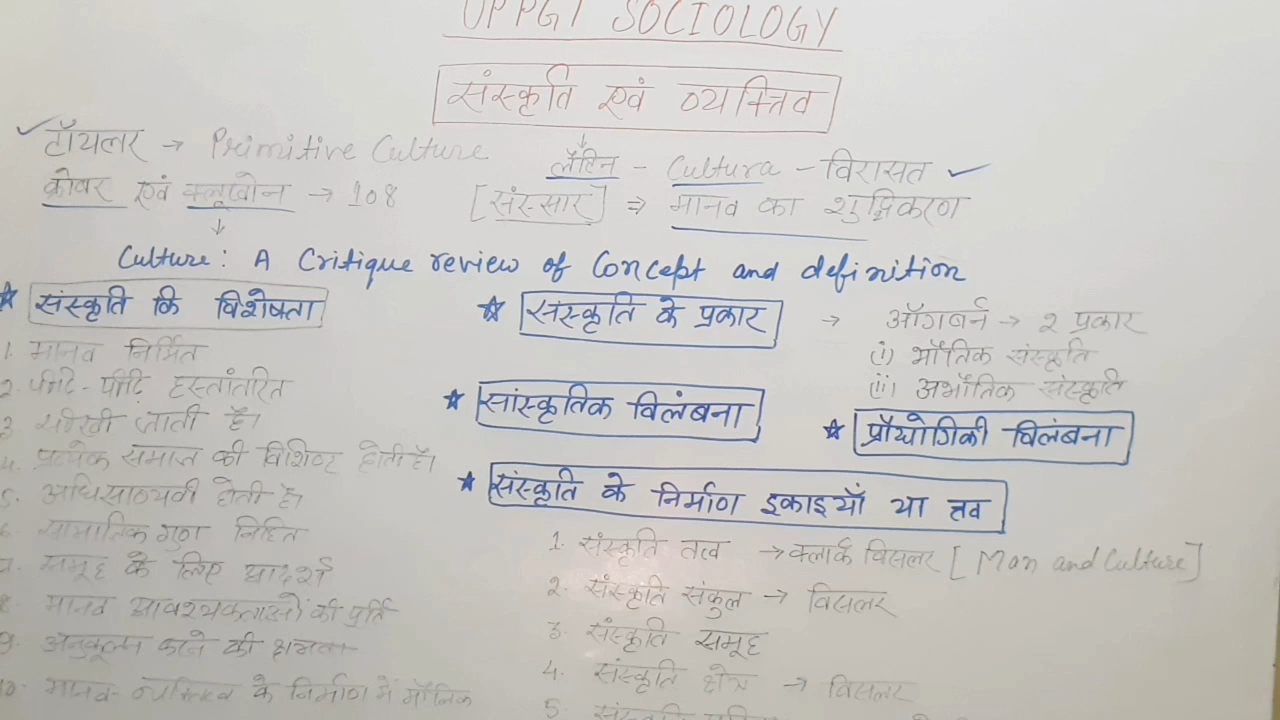 UPPGT SOCIOLOGY
संस्कृति एवं व्यक्तित्व
✓ टॉयलर → Primitive Culture
लैटिन - Cultura - विरासत ✓
क्रोबर एवं क्लूखोन → 108
[संस्कार] ⇒ मानव का शुद्धिकरण
Culture: A Critique review of Concept and definition
☆ संस्कृति कि विशेषता
1. मानव निर्मित
2. पीढि-पीढि हस्तांतरित
3 सीखी जाती है।
4. प्रत्येक समाज की विशिष्ट होती है।
5. अधिसावयवी होती है।
6 सामाजिक गुण निहित
7. समूह के लिए आदर्श
8. मानव आवश्यकताओं की पुर्ति
9. अनुकूलन करने की क्षमता
10. मानव-व्यक्तित्व के निर्माण में मौलिक
☆ संस्कृति के प्रकार → ऑगबर्न → 2 प्रकार
(i) भौतिक संस्कृति
(ii) अभौतिक संस्कृति
☆ सांस्कृतिक विलंबना
☆ प्रौद्योगिकी विलंबना
☆ संस्कृति के निर्माण इकाइयाँ या त्तव
1. संस्कृति तत्व → क्लार्क विसलर [Man and Culture]
2. संस्कृति संकुल → विसलर
3. संस्कृति समूह
4. संस्कृति क्षेत्र → विसलर
5. संस्कृति